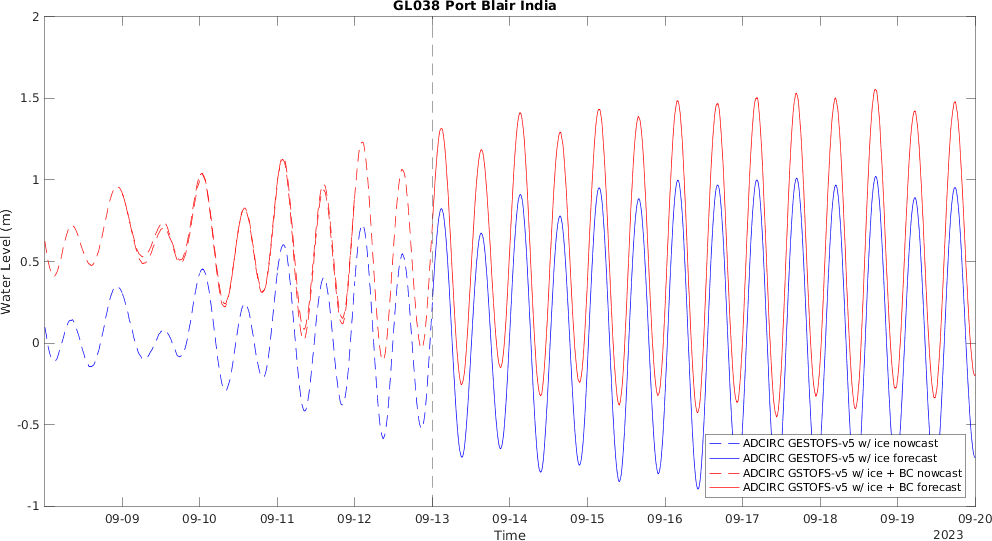 GL038 Port Blair India
2
1.5
1
0.5
0
-0.5
-1
Water Level (m)
ADCIRC GESTOFS-v5 w/ ice nowcast
ADCIRC GESTOFS-v5 w/ ice forecast
ADCIRC GSTOFS-v5 w/ ice + BC nowcast
ADCIRC GSTOFS-v5 w/ ice + BC forecast
09-09 09-10 09-11 09-12 09-13 09-14 09-15 09-16 09-17 09-18 09-19 09-20
Time
2023